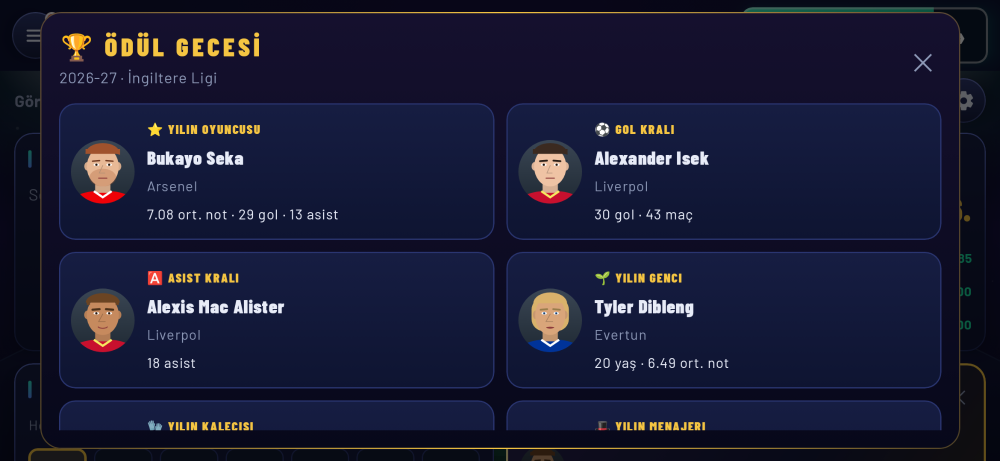 ÖDÜL GECESİ
2026-27 · İngiltere Ligi
YILIN OYUNCUSU
Bukayo Seka
Arsenel
7.08 ort. not · 29 gol · 13 asist
GOL KRALI
Alexander Isek
Liverpol
30 gol · 43 maç
A ASIST KRALI
Alexis Mac Alister
Liverpol
18 asist
YILIN GENCI
Tyler Dibleng
Evertun
20 yaş · 6.49 ort. not
YILIN KALECISI
YILIN MENAJERI